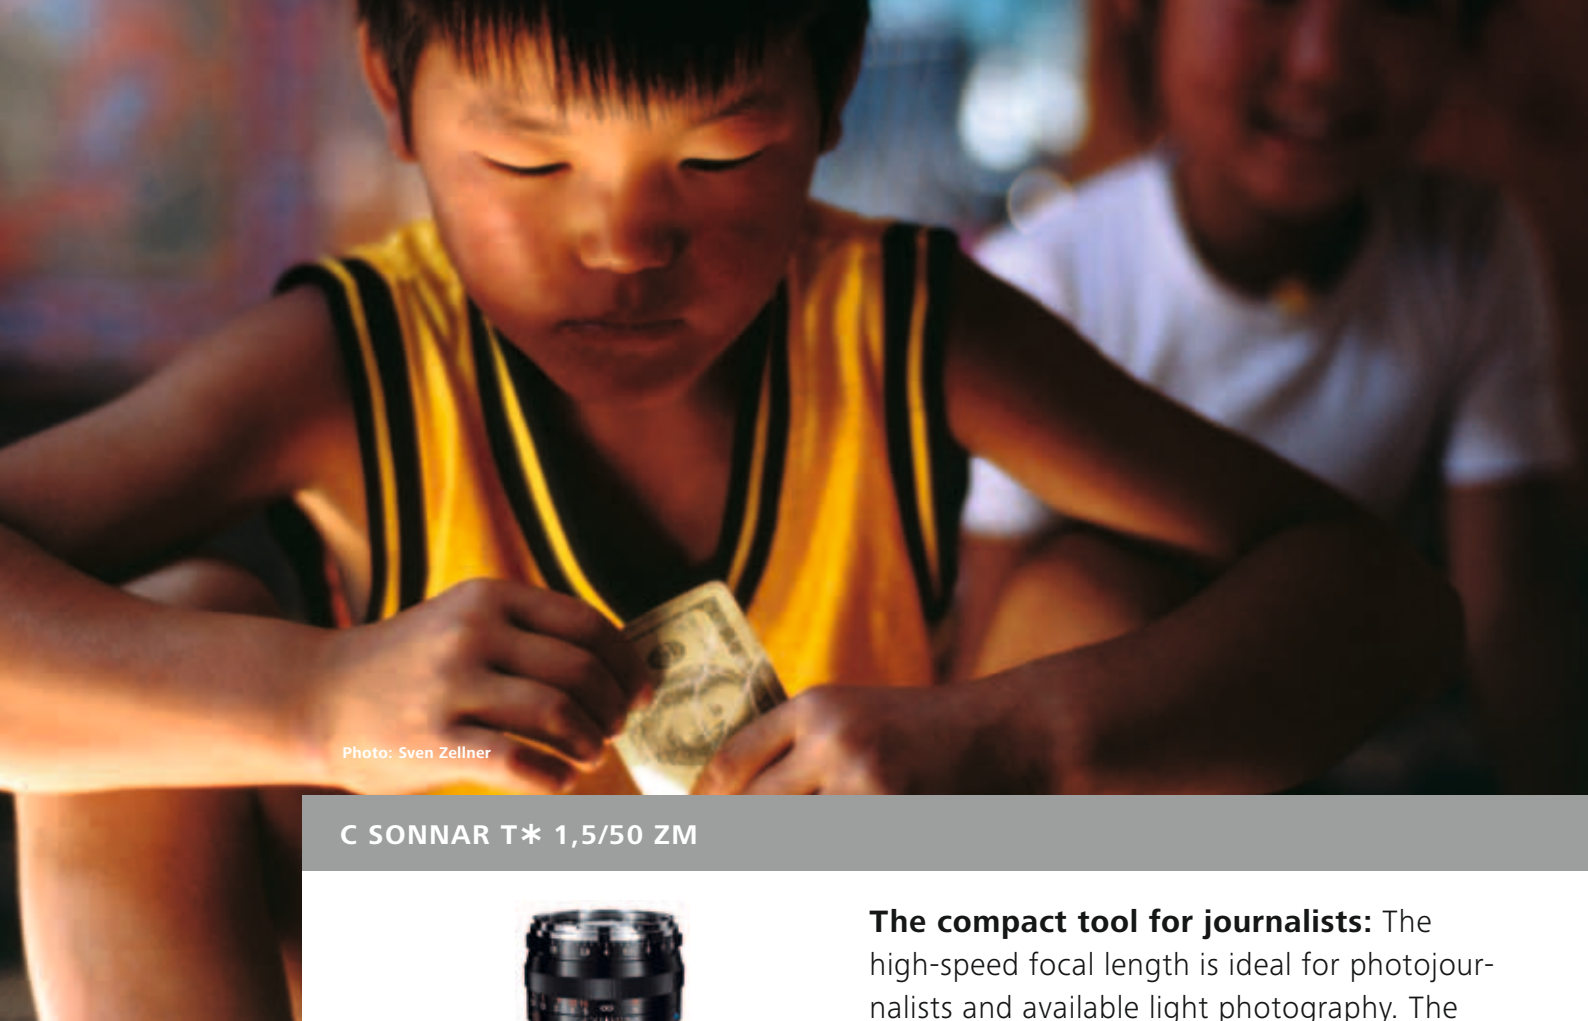 Photo: Sven Zellner
C SONNAR T* 1,5/50 ZM
The compact tool for journalists: The
high-speed focal length is ideal for photojour-
nalists and available light photography. The